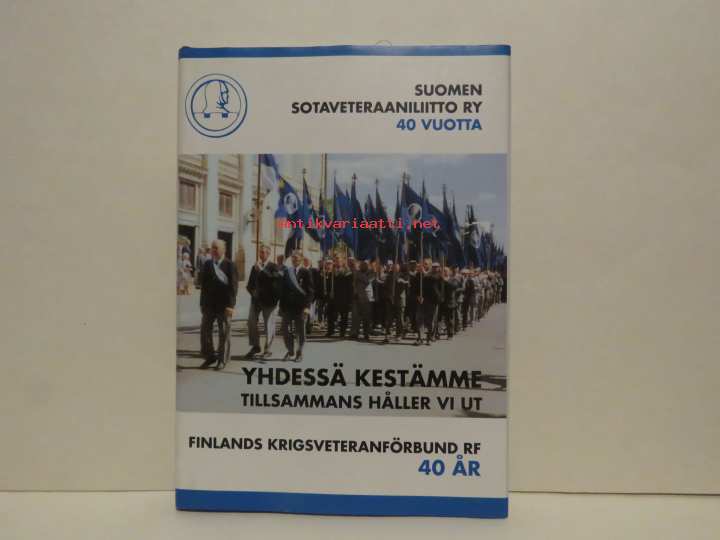 SUOMEN
SOTAVETERAANILIITTO RY
40 VUOTTA
antikvariaatti.net
YHDESSÄ KESTÄMME
TILLSAMMANS HÅLLER VI UT
FINLANDS KRIGSVETERANFÖRBUND RF
40 ÅR